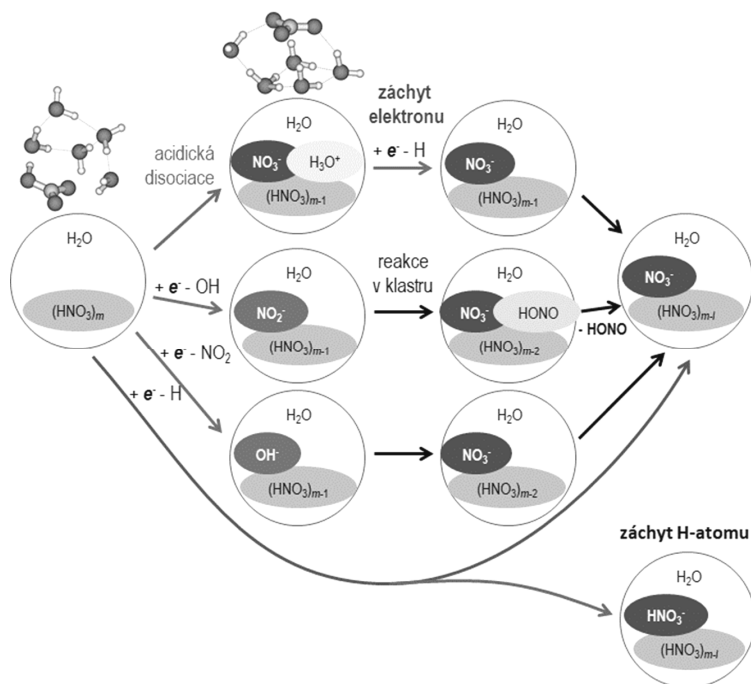 záchyt
elektronu
+ e⁻ - H
acidická
disociace
H₂O
NO₃⁻
H₃O⁺
(HNO₃)m-1
H₂O
NO₃⁻
(HNO₃)m-1
H₂O
(HNO₃)m
+ e⁻ - OH
+ e⁻ - NO₂
+ e⁻ - H
H₂O
NO₂⁻
(HNO₃)m-1
reakce
v klastru
H₂O
NO₃⁻
HONO
(HNO₃)m-2
- HONO
H₂O
NO₃⁻
(HNO₃)m-l
H₂O
OH⁻
(HNO₃)m-1
H₂O
NO₃⁻
(HNO₃)m-2
záchyt H-atomu
H₂O
HNO₃⁻
(HNO₃)m-l